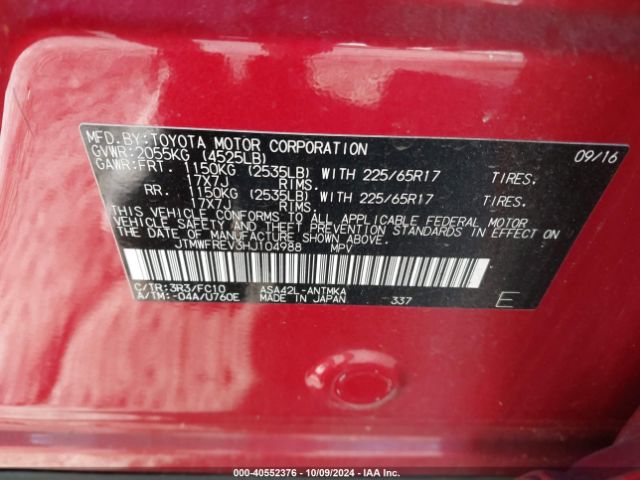 MFD.BY:TOYOTA MOTOR CORPORATION 09/16
GVWR:2055KG (4525LB)
GAWR:FRT. 1150KG (2535LB) WITH 225/65R17 TIRES.
17X7J RIMS.
RR. 1150KG (2535LB) WITH 225/65R17 TIRES.
17X7J RIMS.
THIS VEHICLE CONFORMS TO ALL APPLICABLE FEDERAL MOTOR
VEHICLE SAFETY AND THEFT PREVENTION STANDARDS IN EFFECT ON
THE DATE OF MANUFACTURE SHOWN ABOVE.
JTMWFREV3HJ104988 MPV
C/TR:3R3/FC10 ASA42L-ANTMKA
A/TM:-04A/U760E MADE IN JAPAN 337 E
000-40552376 - 10/09/2024 - IAA Inc.